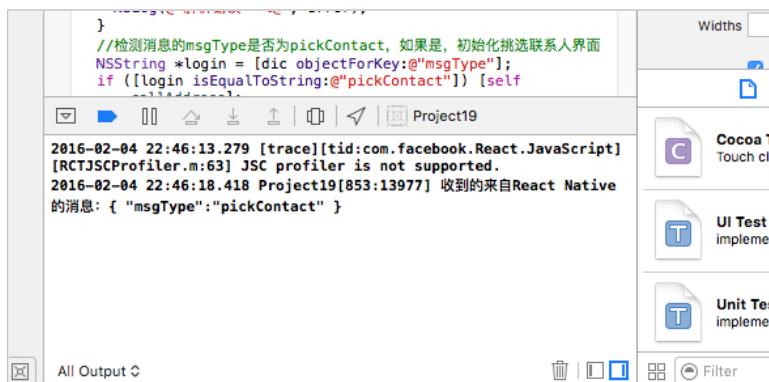 }
//检测消息的msgType是否为pickContact，如果是，初始化挑选联系人界面
NSString *login = [dic objectForKey:@"msgType"];
if ([login isEqualToString:@"pickContact"]) [self
Project19
2016-02-04 22:46:13.279 [trace][tid:com.facebook.React.JavaScript]
[RCTJSCProfiler.m:63] JSC profiler is not supported.
2016-02-04 22:46:18.418 Project19[853:13977] 收到的来自React Native
的消息：{ "msgType":"pickContact" }
All Output
Widths
C
Cocoa
Touch
T
UI Test
T
Unit
Filter